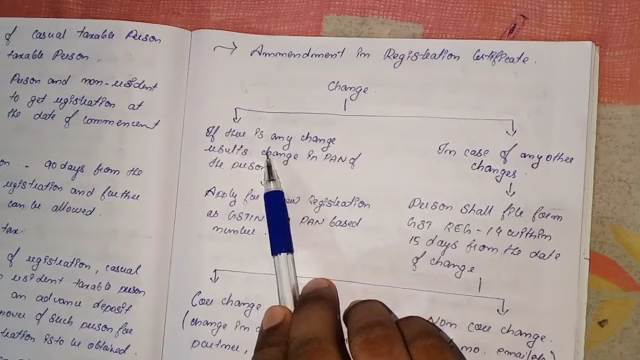 of casual taxable Person
taxable Person.
Person and non-resident
to get registration at
the date of commencent
90 days from the
registration and further
can be allowed.
tax
of registration, casual
resident taxable person
an advance deposit
of such person for
is to be obtained.
→ Ammendment in Registration Certificate.
Change
If there is any change
results change in PAN of
the person
Apply for new Registration
as GSTIN PAN based
number.
In case of any other
changes.
Person shall file form
GST REG - 14 within
15 days from the date
of change
Core change
(change in
partner,
Non core change.
mo. emailetc)